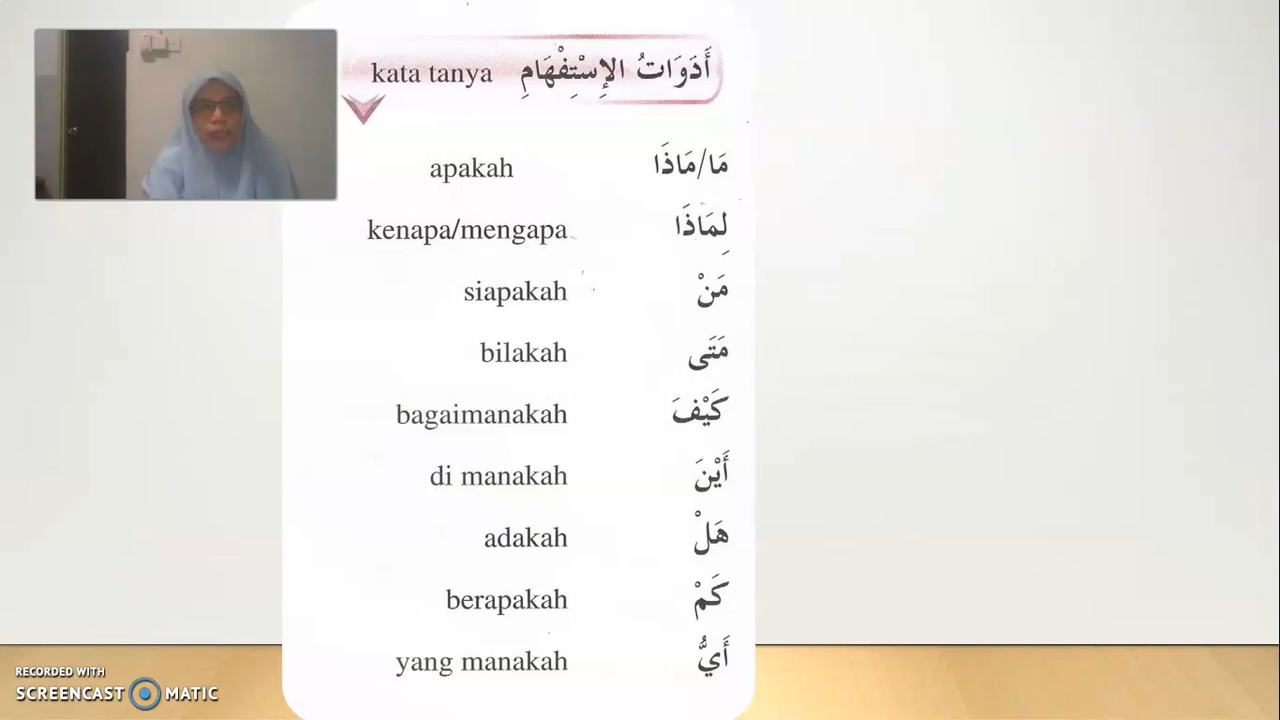 kata tanya أَدَوَاتُ الإِسْتِفْهَامِ
apakah مَا/مَاذَا
kenapa/mengapa لِمَاذَا
siapakah مَنْ
bilakah مَتَى
bagaimanakah كَيْفَ
di manakah أَيْنَ
adakah هَلْ
berapakah كَمْ
yang manakah أَيُّ
RECORDED WITH
SCREENCAST MATIC